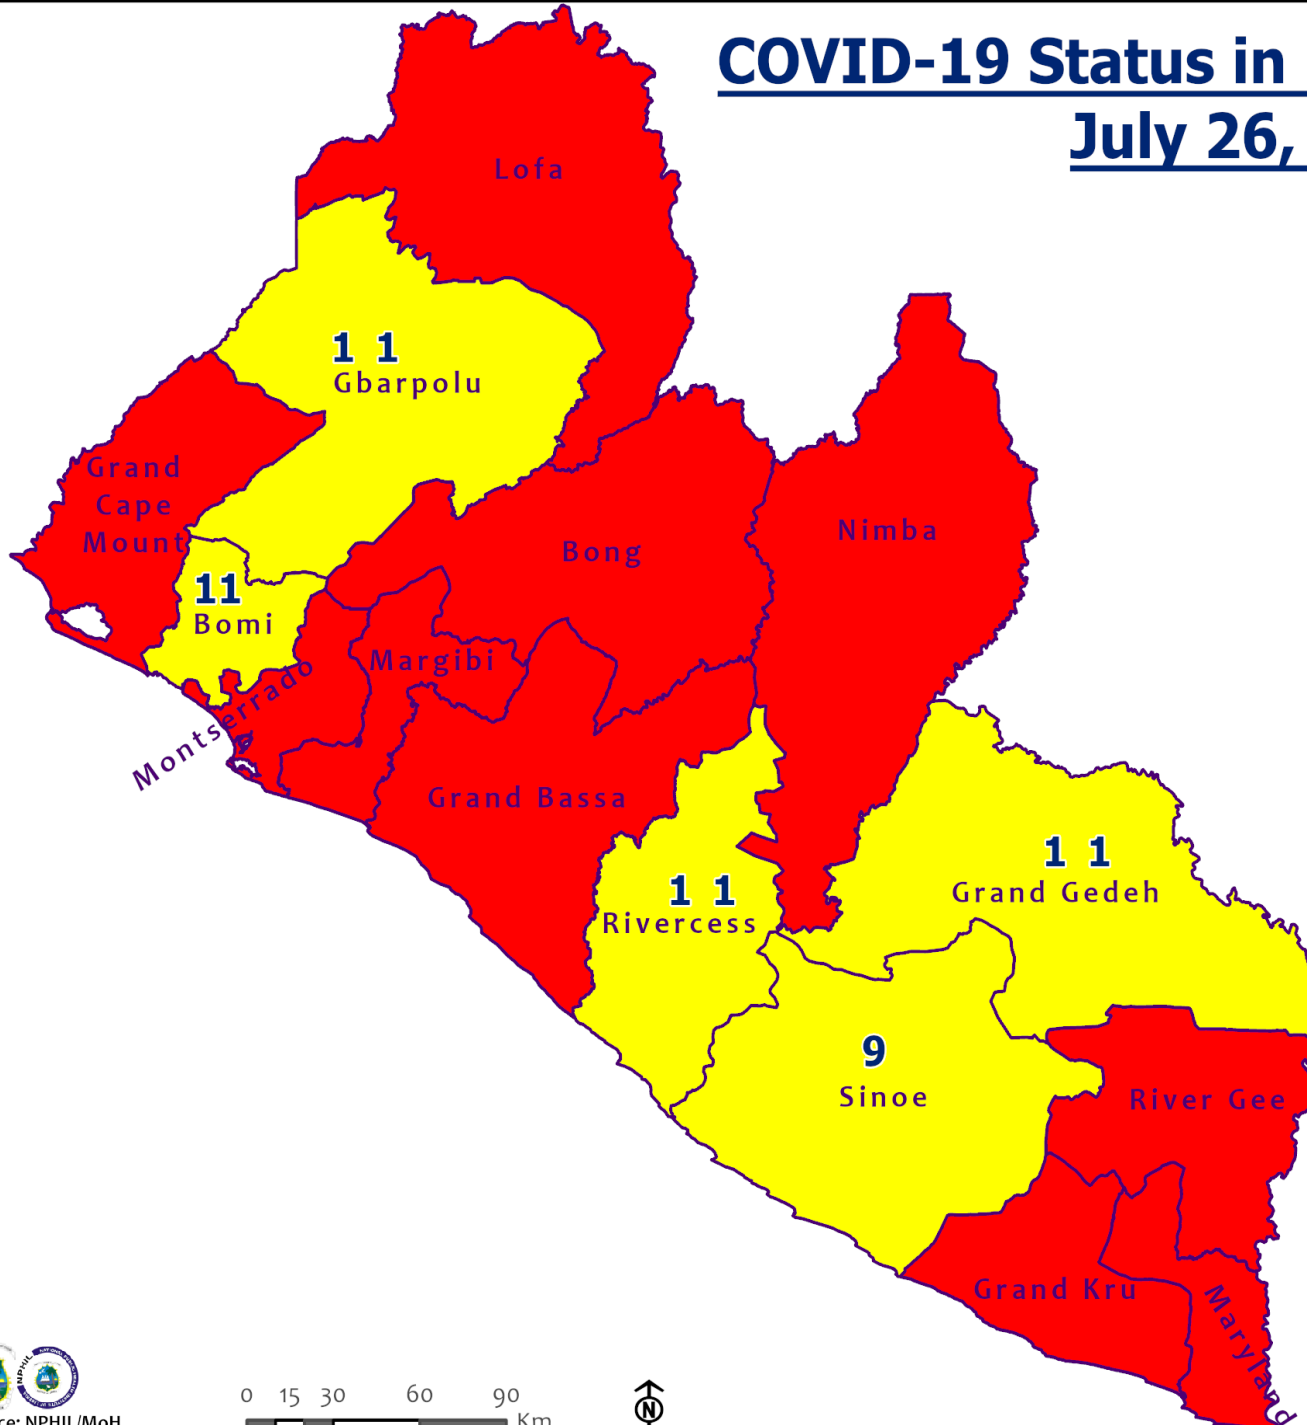 COVID-19 Status in
July 26,
Lofa
1 1
Gbarpolu
Grand
Cape
Mount
Nimba
Bong
11
Bomi
Margibi
Montserrado
Grand Bassa
1 1
Grand Gedeh
1 1
Rivercess
9
Sinoe
River Gee
Grand Kru
Maryland
NPHIL
0 15 30 60 90
Km
N
ce: NPHIL/MoH